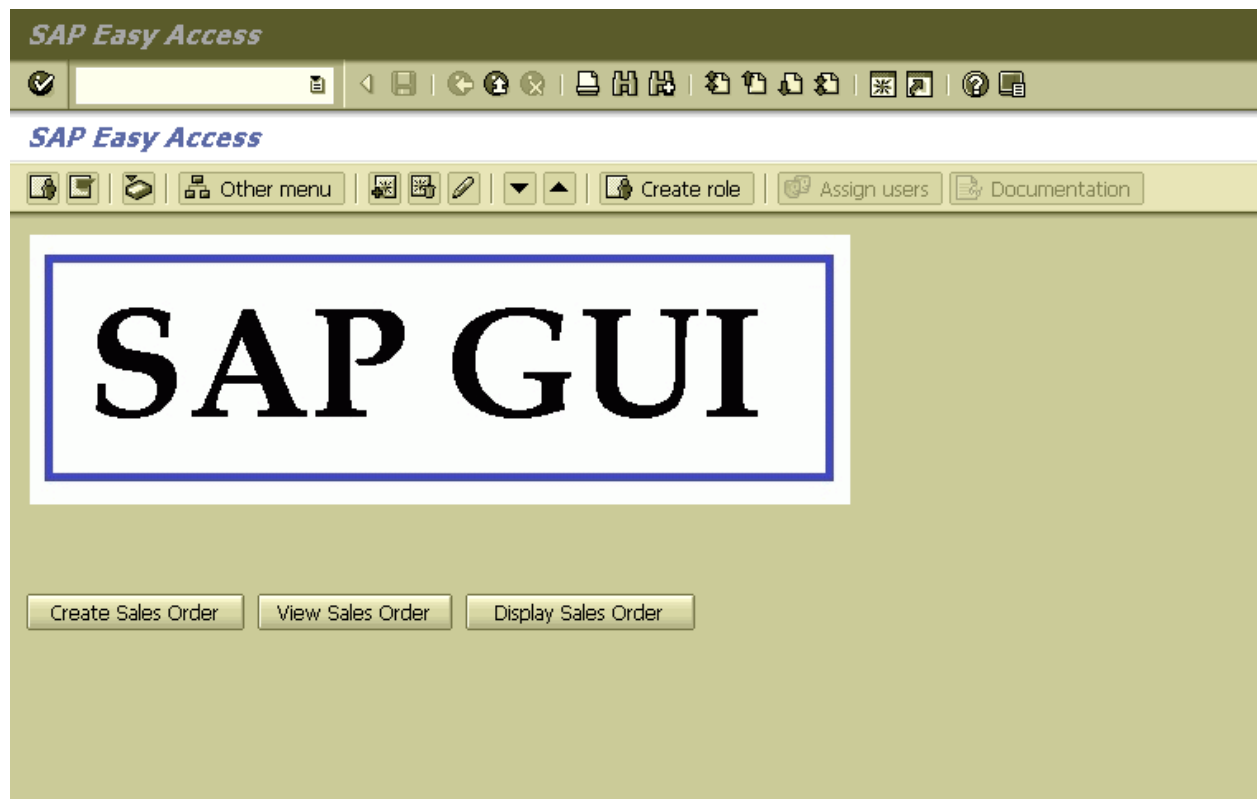 SAP Easy Access
SAP Easy Access
Other menu Create role Assign users Documentation
SAP GUI
Create Sales Order View Sales Order Display Sales Order